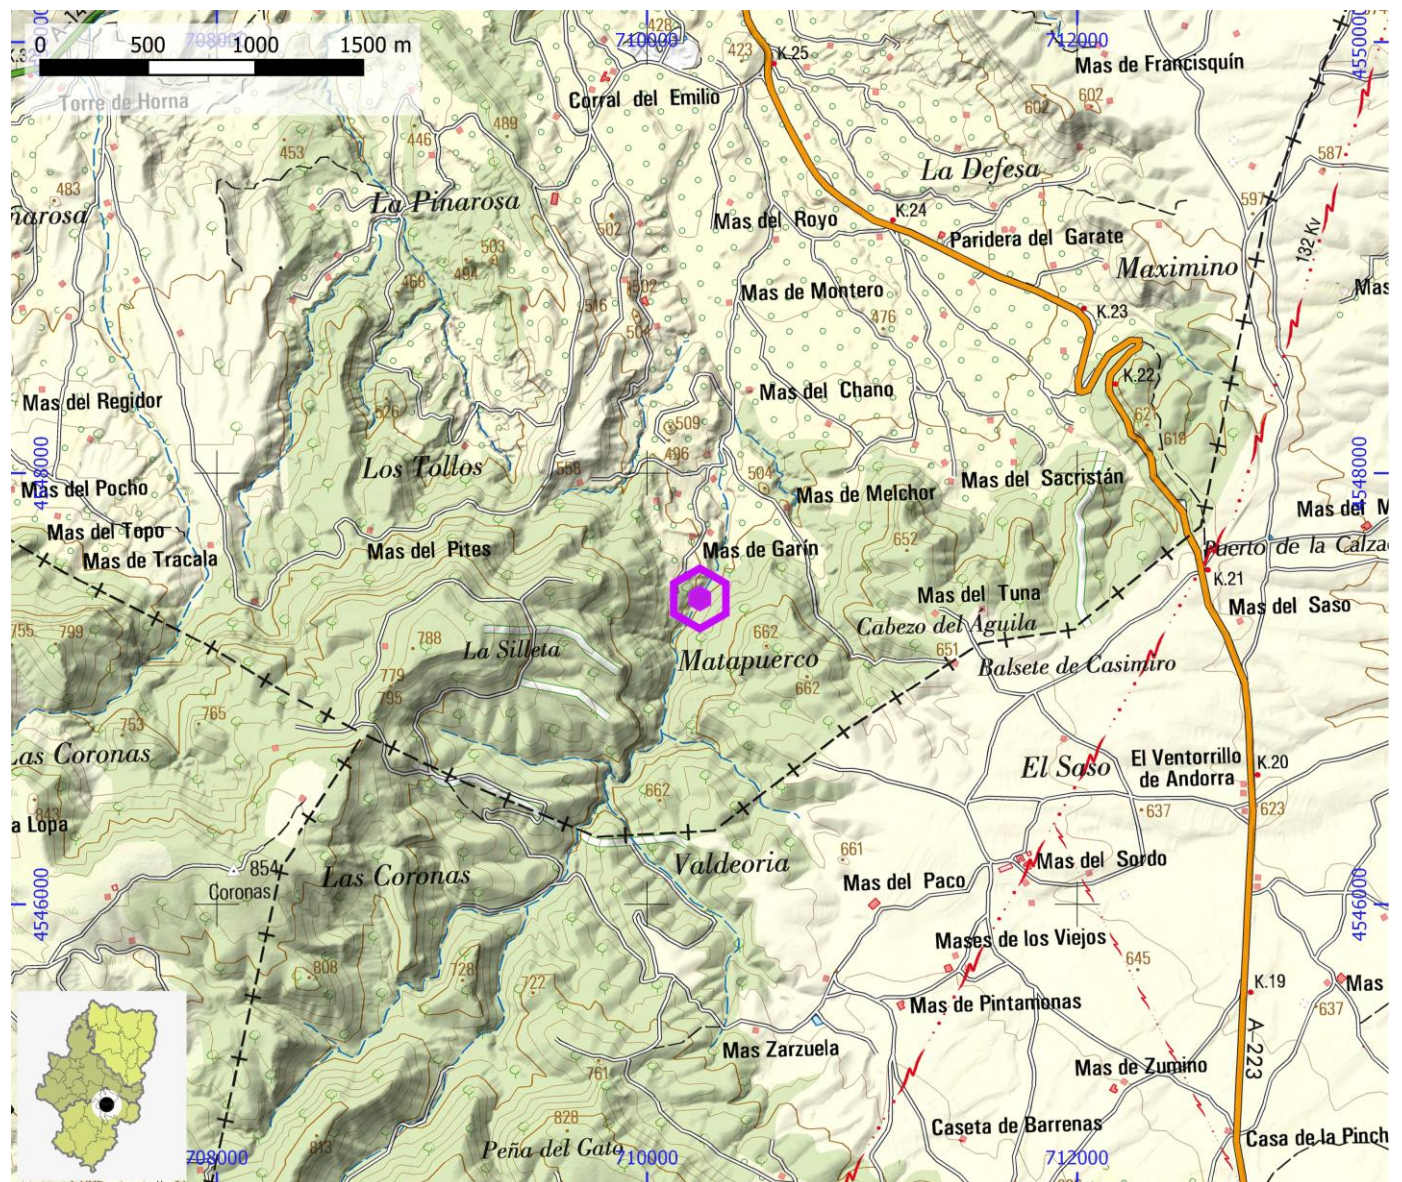 428
0 500 1000 1500 m
708000
710000
712000
4550000
423
K.25
Mas de Francisquín
Corral del Emilio
602
602
Torre de Horna
446
489
453
587
483
La Defesa
La Pinarosa
597
K.24
Mas del Royo
502
Paridera del Garate
132 Kv
503
494
Maximino
468
502
Mas de Montero
Mas
516
504
476
K.23
K.22
Mas del Chano
Mas del Regidor
526
621
509
619
496
Los Tollos
558
504
4548000
4548000
Mas del Sacristán
Mas del Pocho
Mas de Melchor
Mas del Topo
652
Mas del Pites
Mas de Garín
Mas de Tracala
K.21
Mas del Tuna
Mas del Saso
755
799
788
662
Cabezo del Aguila
La Silleta
651
Matapuerco
Balsete de Casimiro
779
795
662
765
753
Las Coronas
El Saso
El Ventorrillo
de Andorra
K.20
662
637
623
843
a Lopa
661
Mas del Sordo
Valdeoria
854
Coronas
Las Coronas
Mas del Paco
4546000
4546000
Mases de los Viejos
808
728
722
645
K.19
Mas
Mas de Pintamonas
637
A-223
Mas Zarzuela
Mas de Zumino
761
828
Caseta de Barrenas
813
Peña del Gato
Casa de la Pinch
708000
710000
712000